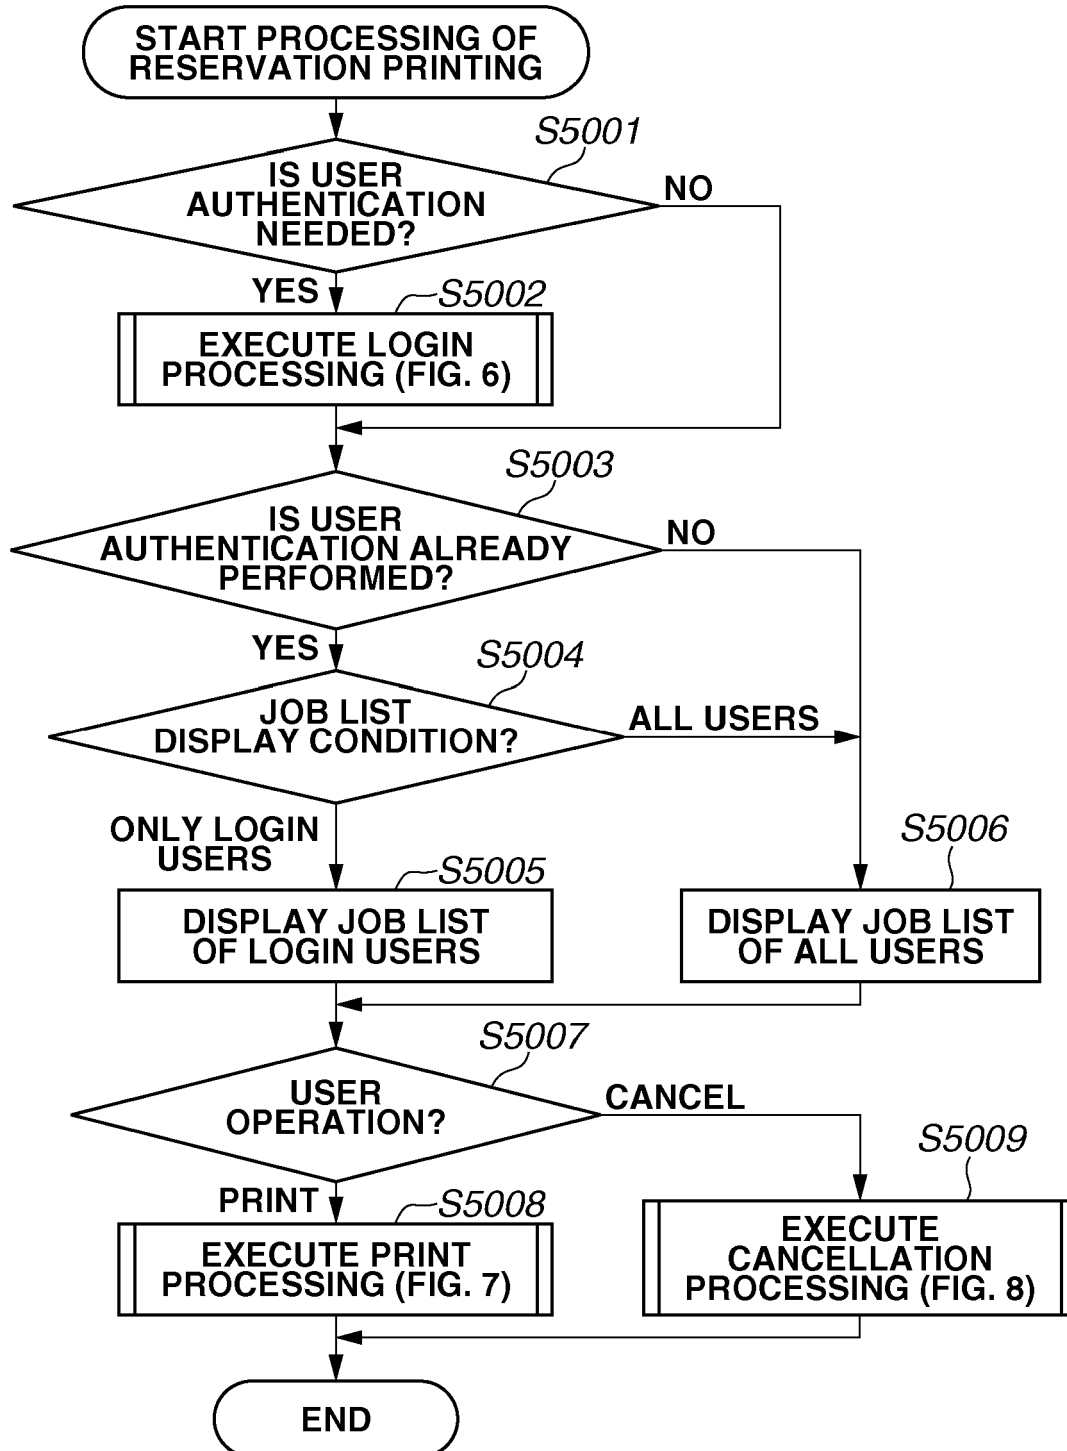 START PROCESSING OF
RESERVATION PRINTING
S5001
IS USER
AUTHENTICATION
NEEDED?
NO
YES
S5002
EXECUTE LOGIN
PROCESSING (FIG. 6)
S5003
IS USER
AUTHENTICATION ALREADY
PERFORMED?
NO
YES
S5004
JOB LIST
DISPLAY CONDITION?
ALL USERS
ONLY LOGIN
USERS
S5005
S5006
DISPLAY JOB LIST
OF LOGIN USERS
DISPLAY JOB LIST
OF ALL USERS
S5007
USER
OPERATION?
CANCEL
PRINT
S5008
S5009
EXECUTE PRINT
PROCESSING (FIG. 7)
EXECUTE
CANCELLATION
PROCESSING (FIG. 8)
END